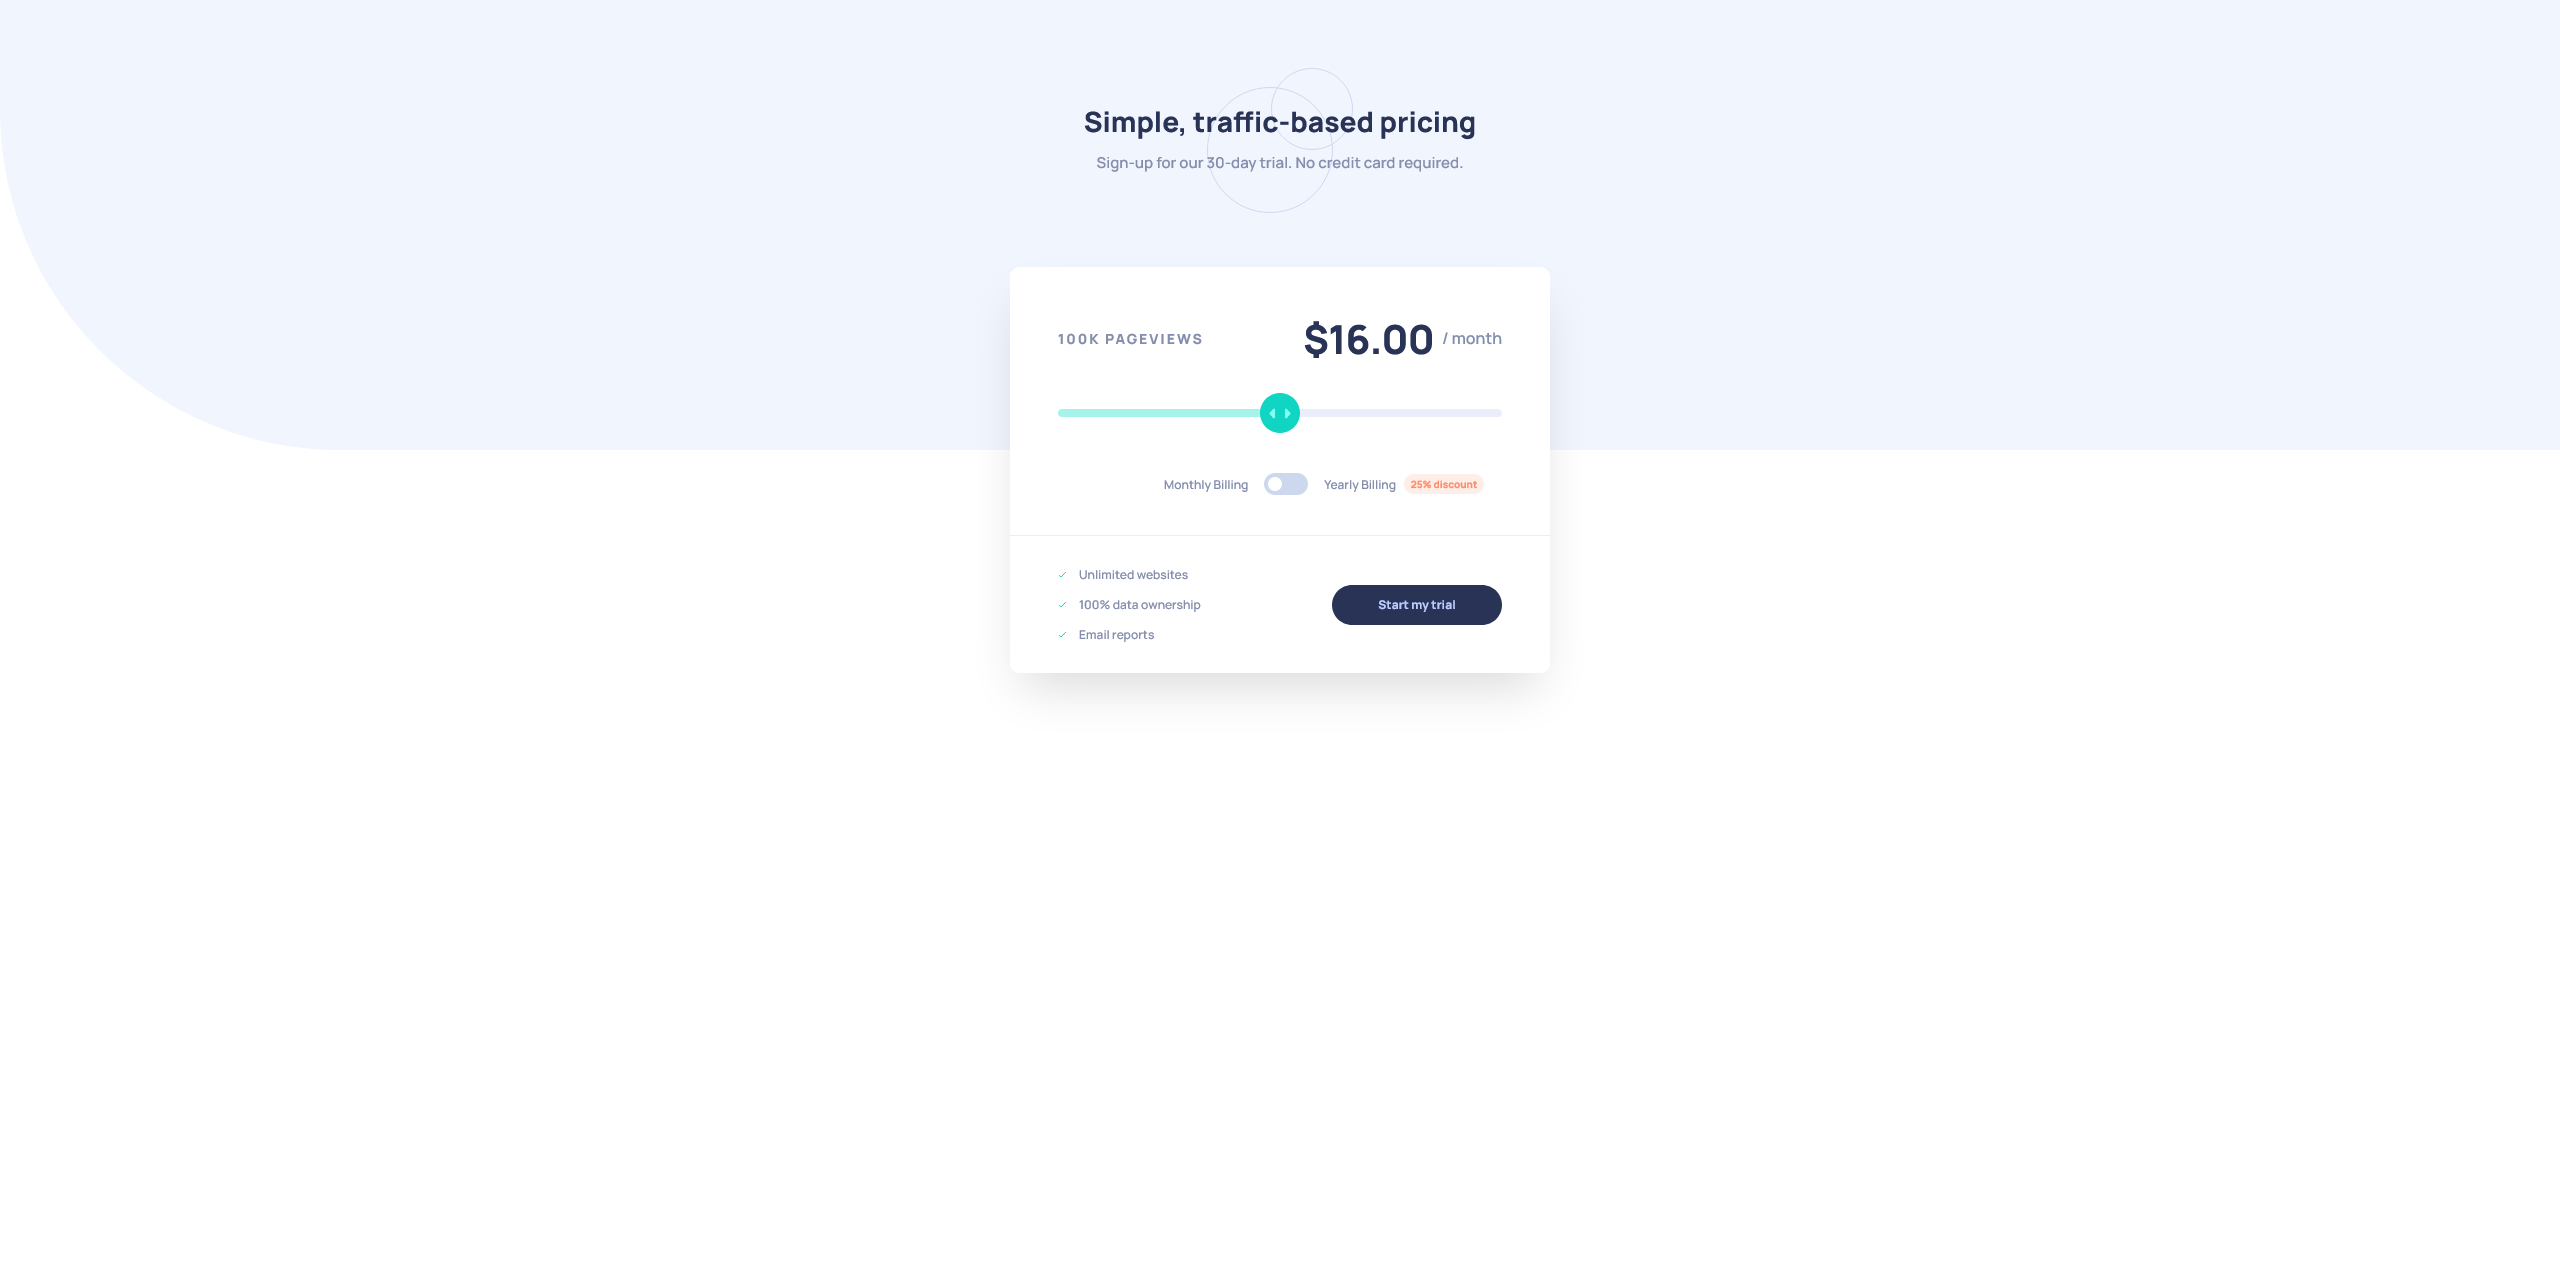 Simple, traffic-based pricing
Sign-up for our 30-day trial. No credit card required.
100K PAGEVIEWS
$16.00 / month
Monthly Billing
Yearly Billing 25% discount
Unlimited websites
100% data ownership
Email reports
Start my trial